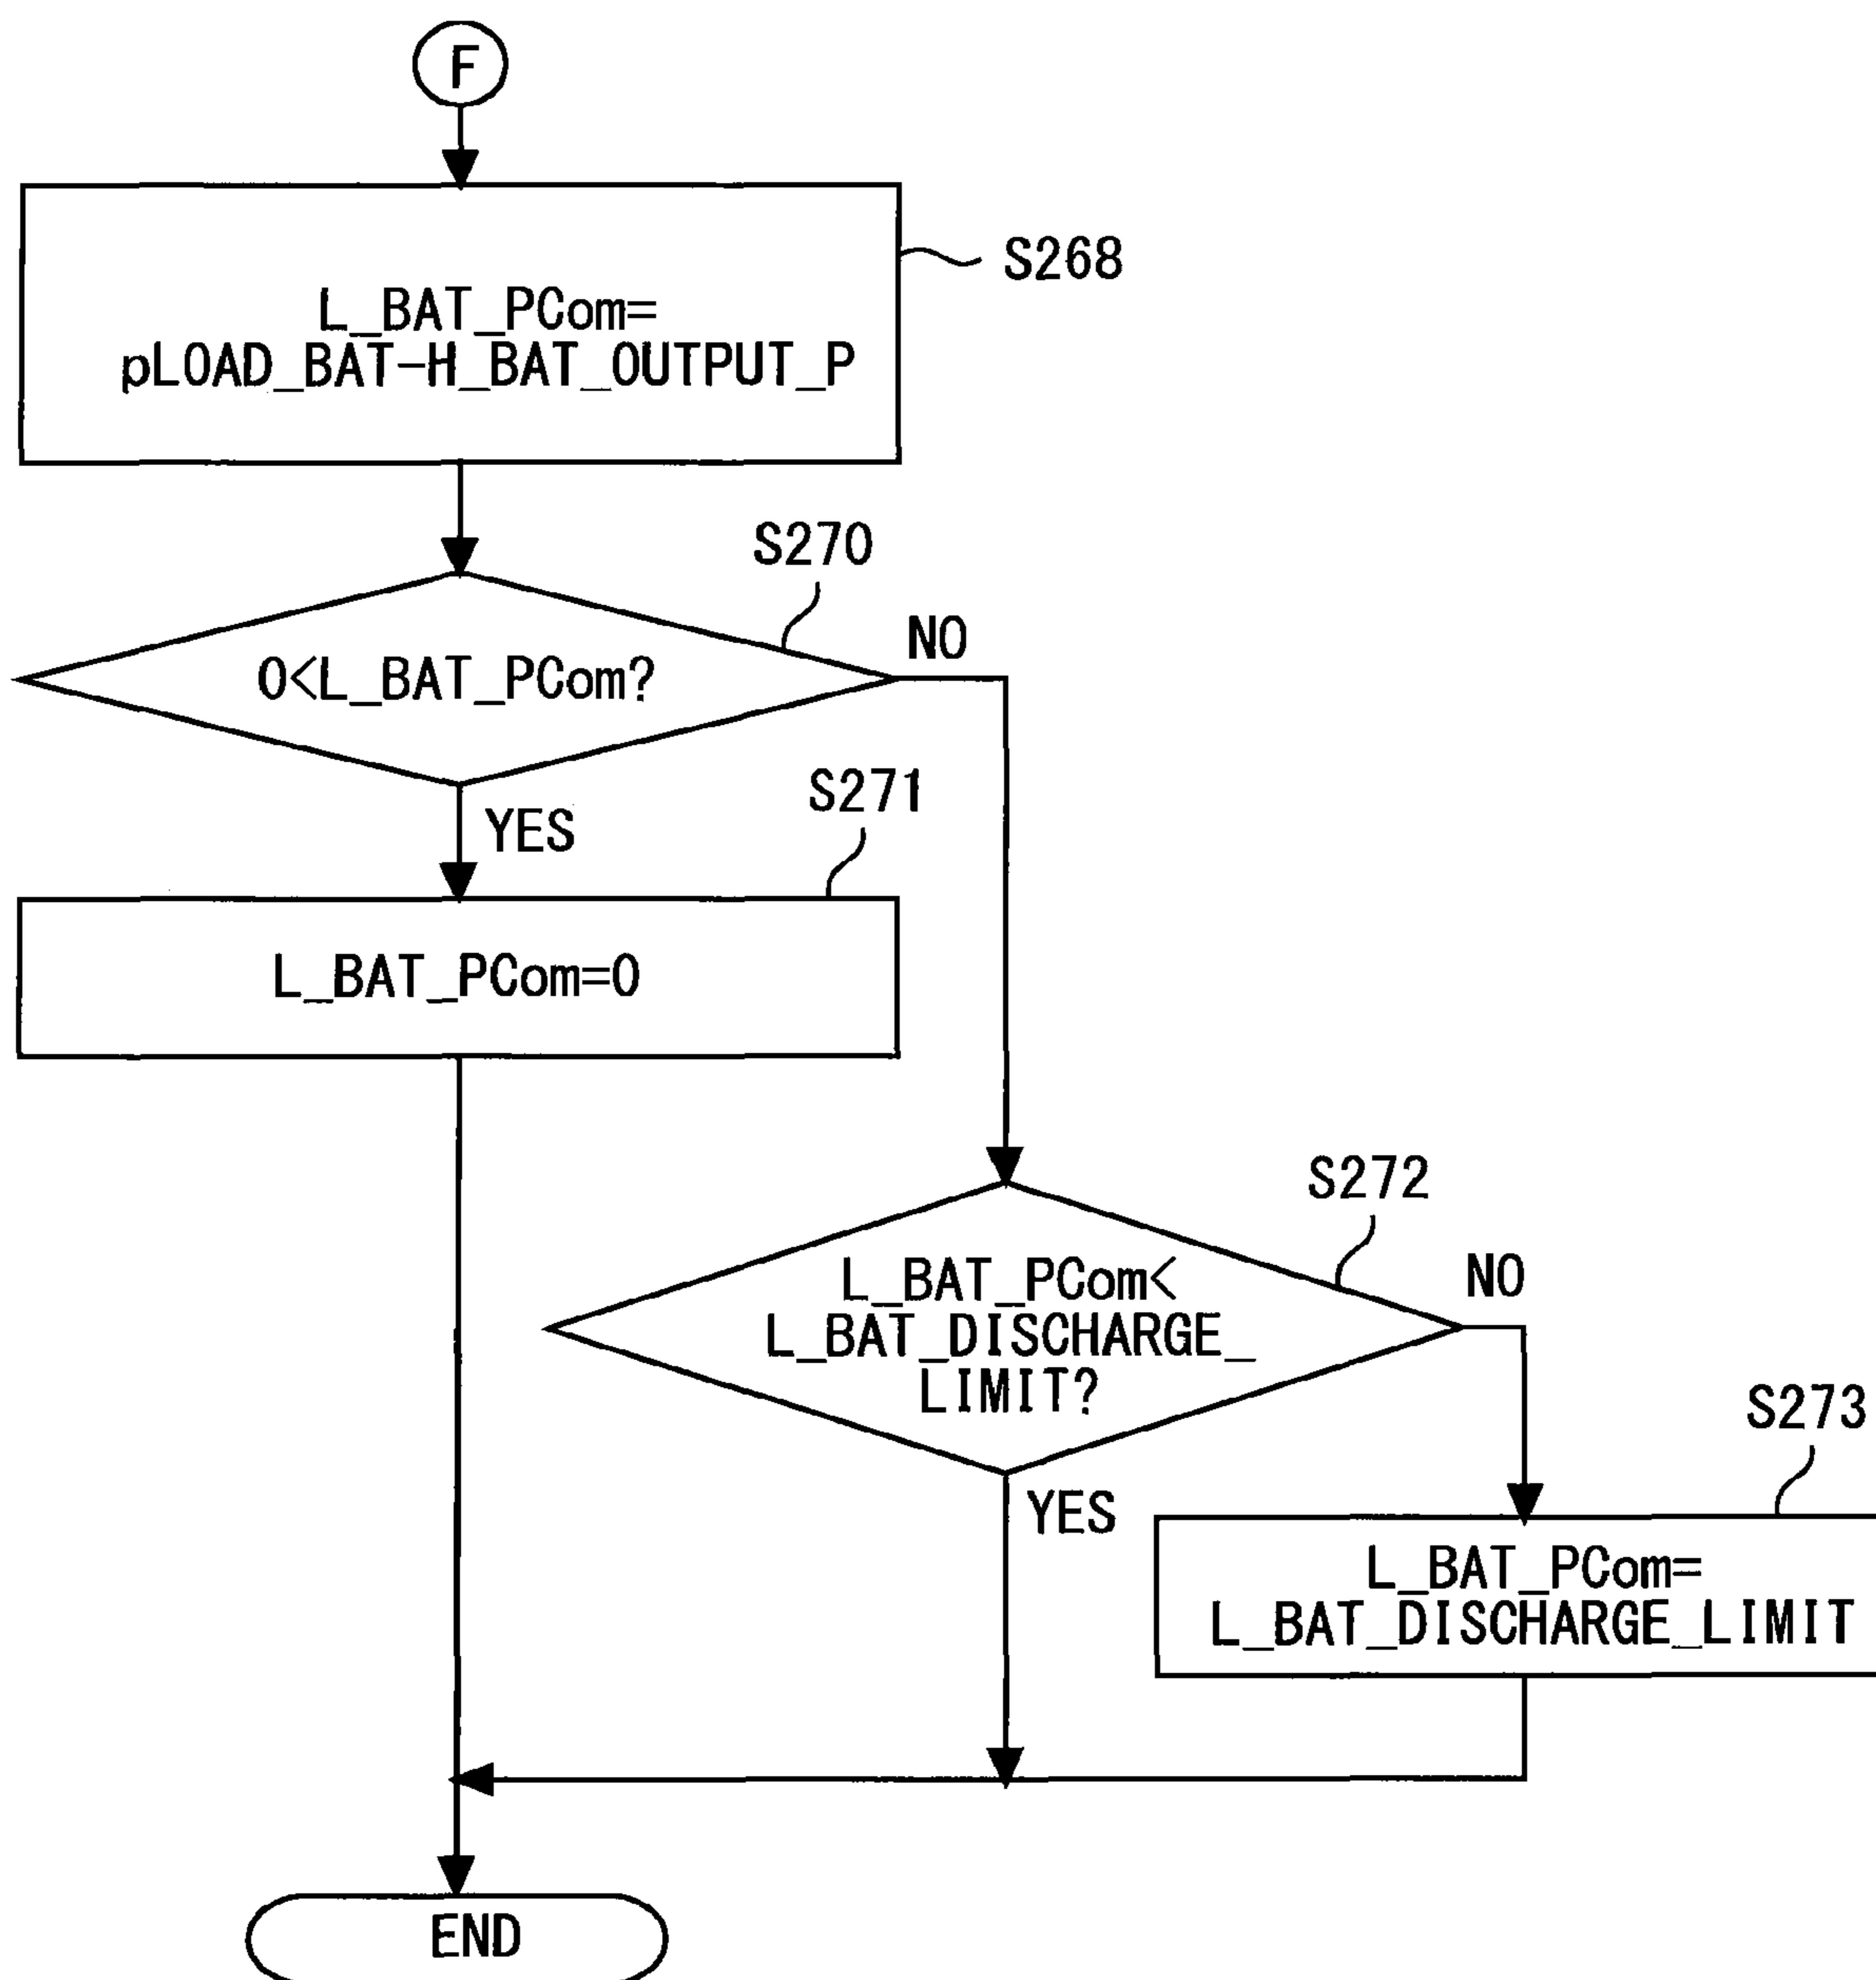 F
S268
L_BAT_PCom=
pLOAD_BAT-H_BAT_OUTPUT_P
S270
NO
0<L_BAT_PCom?
YES
S271
L_BAT_PCom=0
S272
NO
L_BAT_PCom<
L_BAT_DISCHARGE_
LIMIT?
YES
S273
L_BAT_PCom=
L_BAT_DISCHARGE_LIMIT
END